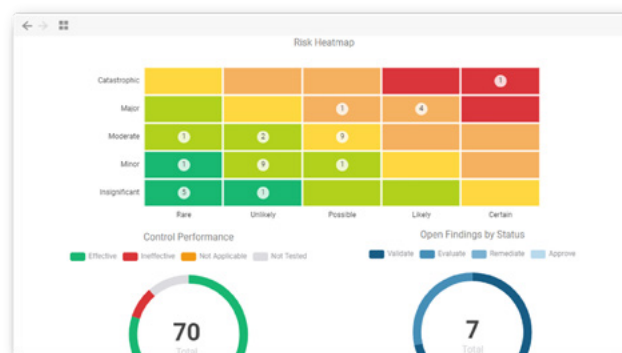 Risk Heatmap
Catastrophic 1
Major 1 4
Moderate 1 2 9
Minor 1 9 1
Insignificant 5 1
Rare Unlikely Possible Likely Certain
Control Performance
Effective Ineffective Not Applicable Not Tested
70
Total
Open Findings by Status
Validate Evaluate Remediate Approve
7
Total